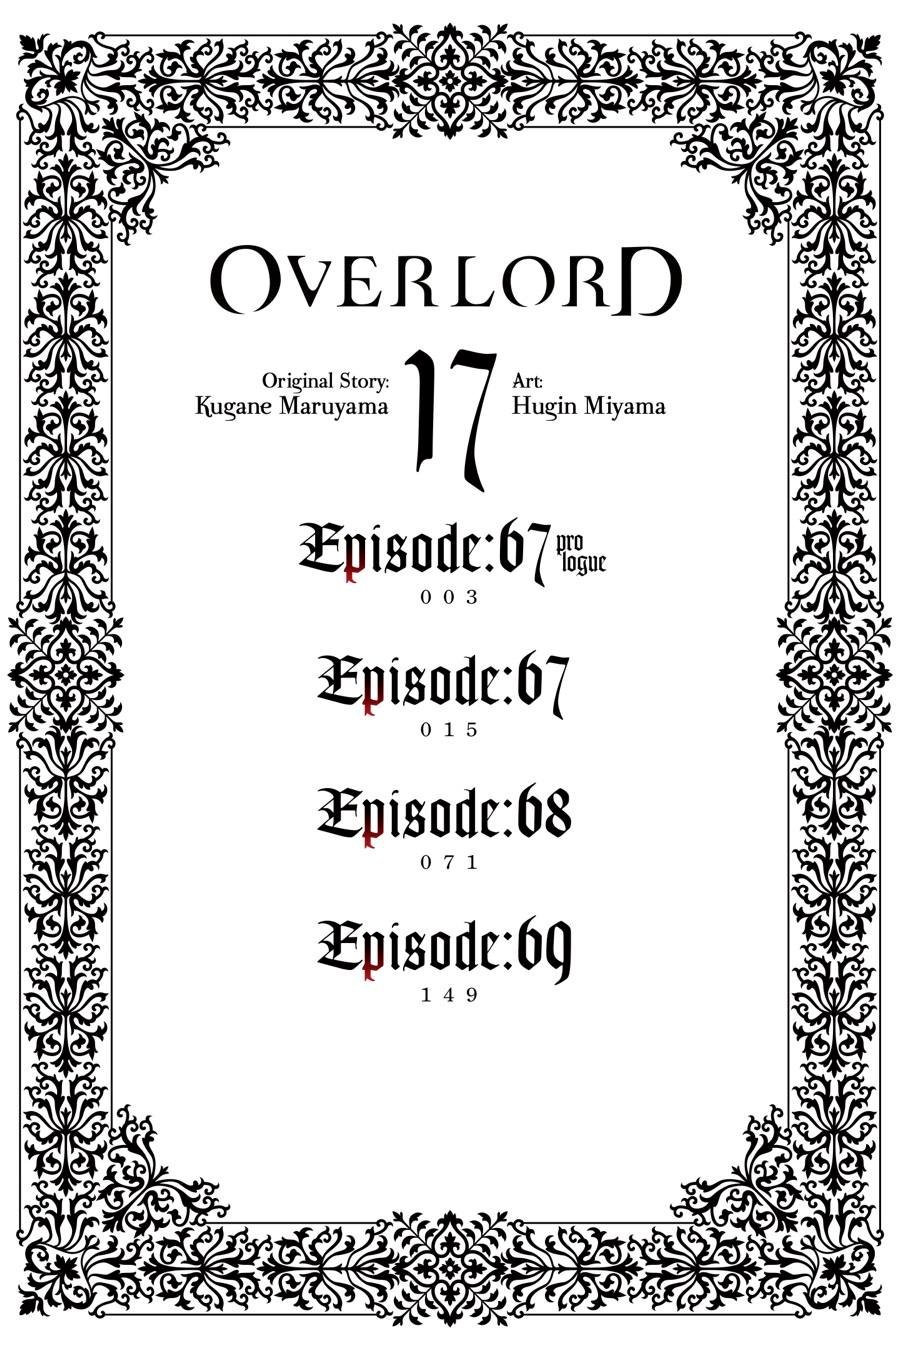 OVERLORD
17
Original Story:
Kugane Maruyama
Art:
Hugin Miyama
Episode:67 pro
logue
003
Episode:67
015
Episode:68
071
Episode:69
149